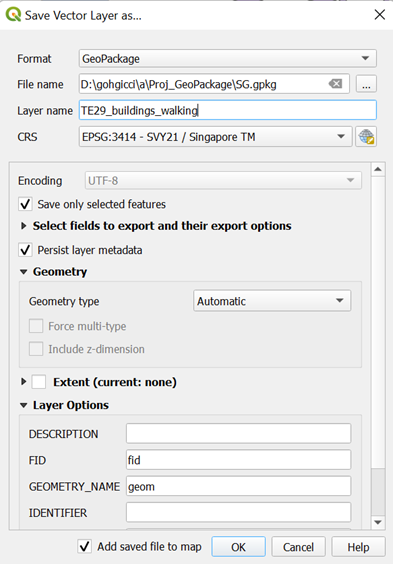 Save Vector Layer as...
Format GeoPackage
File name D:\gohgicci\a\Proj_GeoPackage\SG.gpkg ...
Layer name TE29_buildings_walking
CRS EPSG:3414 - SVY21 / Singapore TM
Encoding UTF-8
Save only selected features
Select fields to export and their export options
Persist layer metadata
Geometry
Geometry type Automatic
Force multi-type
Include z-dimension
Extent (current: none)
Layer Options
DESCRIPTION
FID fid
GEOMETRY_NAME geom
IDENTIFIER
Add saved file to map OK Cancel Help